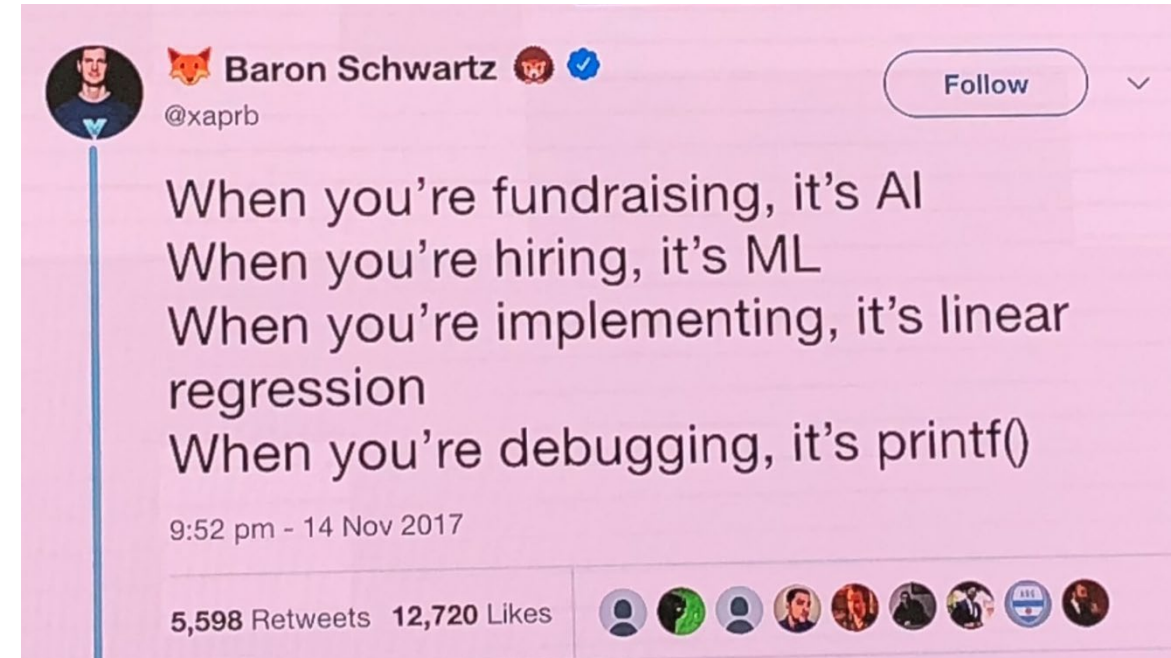 Baron Schwartz
Follow
@xaprb
When you’re fundraising, it’s AI
When you’re hiring, it’s ML
When you’re implementing, it’s linear
regression
When you’re debugging, it’s printf()
9:52 pm - 14 Nov 2017
5,598 Retweets 12,720 Likes